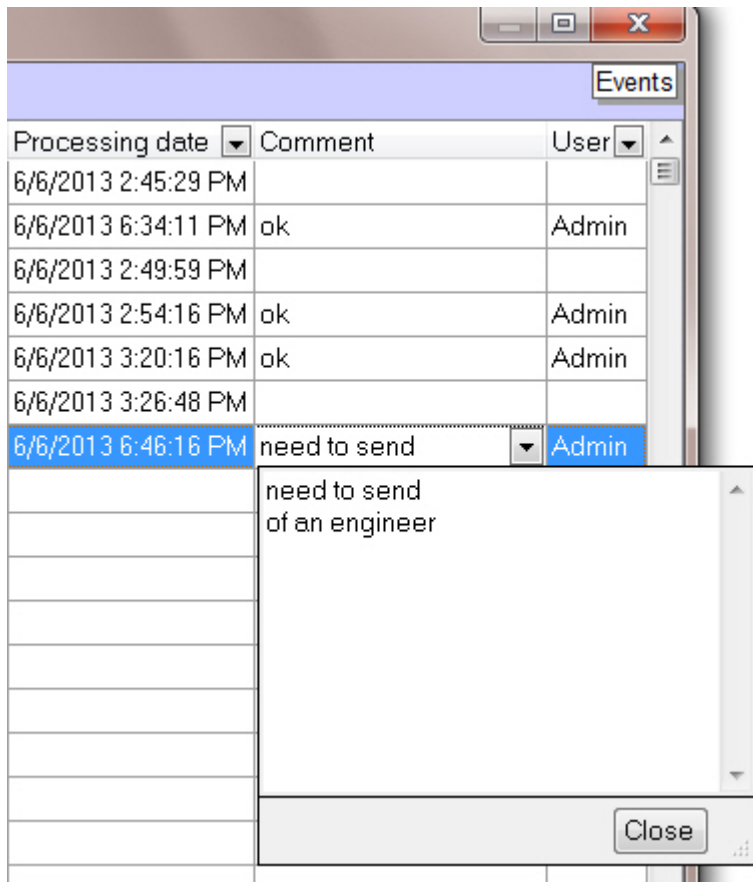 Events
Processing date Comment User
6/6/2013 2:45:29 PM
6/6/2013 6:34:11 PM ok Admin
6/6/2013 2:49:59 PM
6/6/2013 2:54:16 PM ok Admin
6/6/2013 3:20:16 PM ok Admin
6/6/2013 3:26:48 PM
6/6/2013 6:46:16 PM need to send Admin
need to send
of an engineer
Close